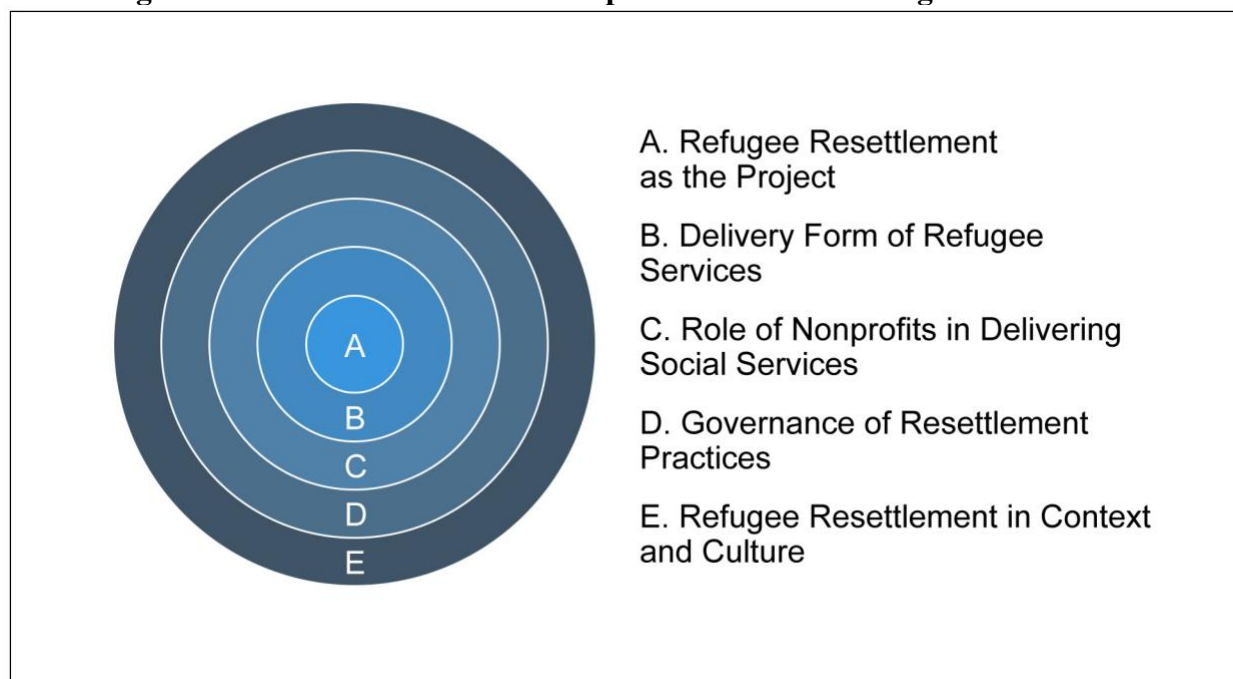 A
B
C
D
E
A. Refugee Resettlement
as the Project
B. Delivery Form of Refugee
Services
C. Role of Nonprofits in Delivering
Social Services
D. Governance of Resettlement
Practices
E. Refugee Resettlement in Context
and Culture